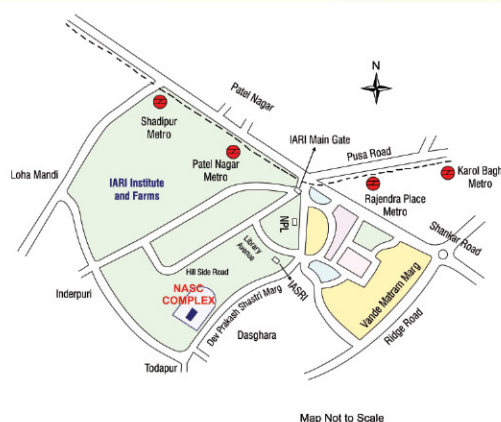 N
Patel Nagar
Shadipur
Metro
IARI Main Gate
Pusa Road
Patel Nagar
Metro
Karol Bagh
Metro
Loha Mandi
IARI Institute
and Farms
Rajendra Place
Metro
NPL
Shankar Road
Library
Avenue
Hill Side Road
IASRI
Inderpuri
NASC
COMPLEX
Dev Prakash Shastri Marg
Vande Matram Marg
Ridge Road
Dasghara
Todapur
Map Not to Scale